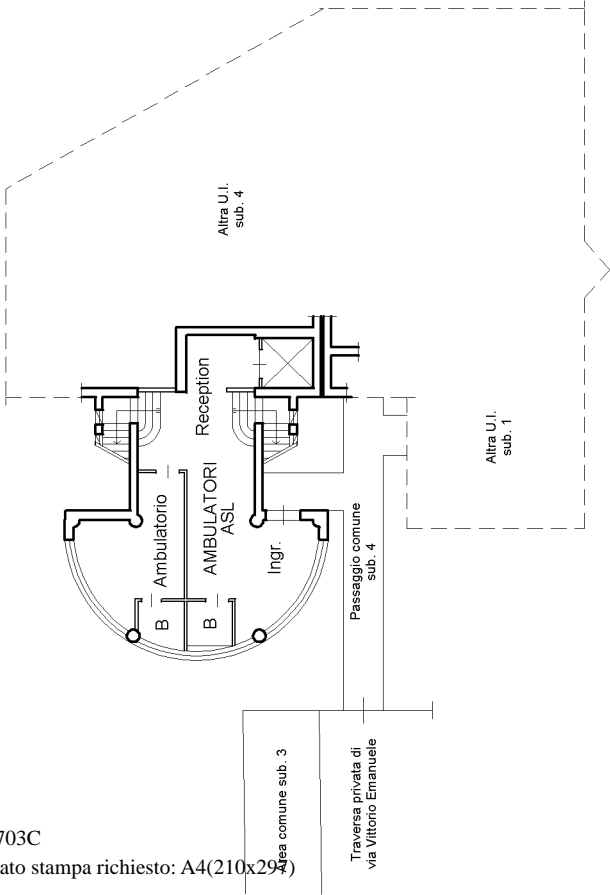 Altra U.I.
sub. 4
Reception
Ambulatorio
AMBULATORI
ASL
Ingr.
B
B
Altra U.I.
sub. 1
Passaggio comune
sub. 4
Area comune sub. 3
Traversa privata di
via Vittorio Emanuele
703C
ato stampa richiesto: A4(210x297)